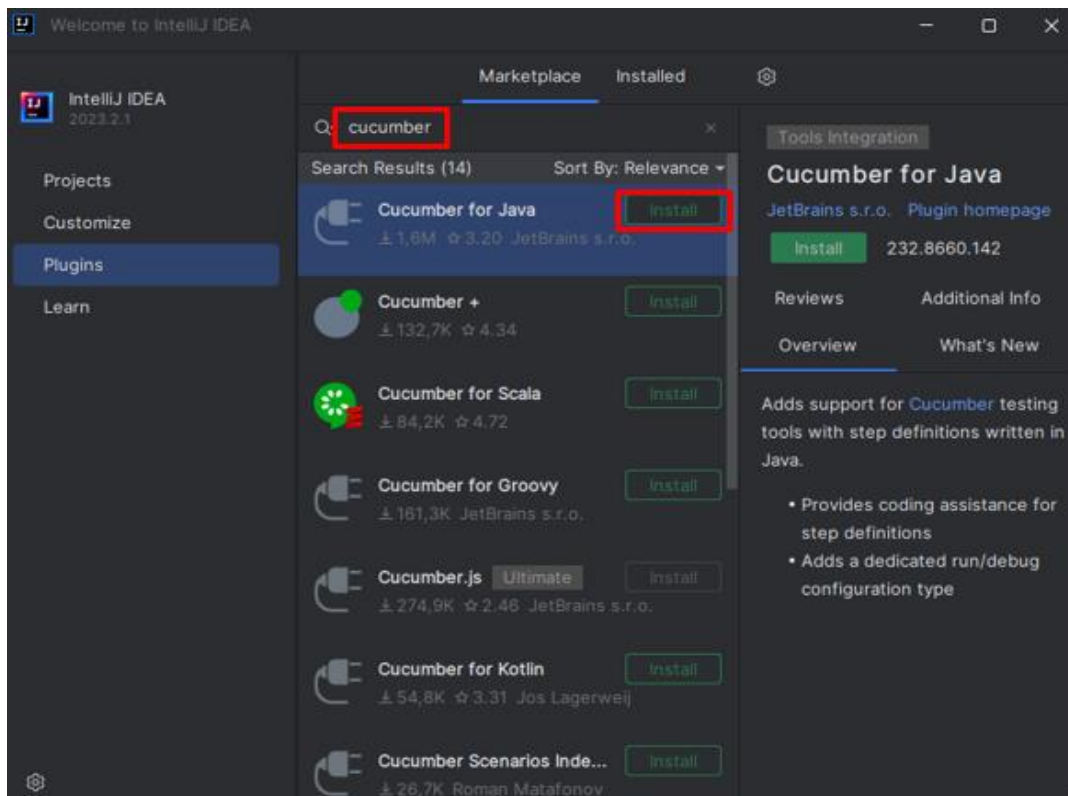 Welcome to IntelliJ IDEA
IntelliJ IDEA
2023.2.1
Projects
Customize
Plugins
Learn
Marketplace Installed
cucumber
Search Results (14) Sort By: Relevance
Cucumber for Java Install
1,6M 3.20 JetBrains s.r.o.
Cucumber + Install
132,7K 4.34
Cucumber for Scala Install
84,2K 4.72
Cucumber for Groovy Install
161,3K JetBrains s.r.o.
Cucumber.js Ultimate Install
274,9K 2.46 JetBrains s.r.o.
Cucumber for Kotlin Install
54,8K 3.31 Jos Lagerweij
Cucumber Scenarios Inde... Install
26,7K Roman Matafonov
Tools Integration
Cucumber for Java
JetBrains s.r.o. Plugin homepage
Install 232.8660.142
Reviews Additional Info
Overview What's New
Adds support for Cucumber testing
tools with step definitions written in
Java.
• Provides coding assistance for
step definitions
• Adds a dedicated run/debug
configuration type